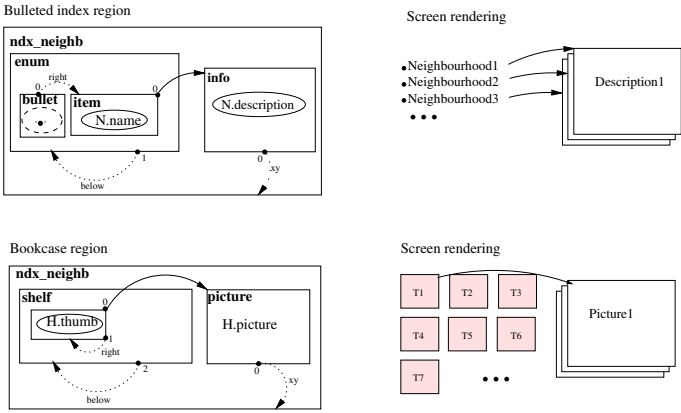 Bulleted index region
ndx_neighb
enum
0
right
bullet
item
0
N.name
info
N.description
1
below
0
xy
Screen rendering
Neighbourhood1
Neighbourhood2
Neighbourhood3
Description1
Bookcase region
ndx_neighb
shelf
0
H.thumb
1
right
2
below
picture
H.picture
0
xy
Screen rendering
T1 T2 T3
T4 T5 T6
T7
Picture1